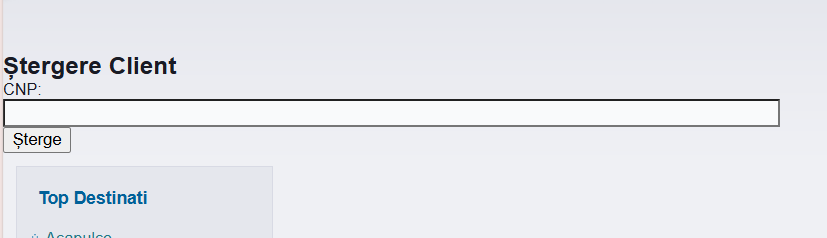 Ștergere Client
CNP:
Șterge
Top Destinati